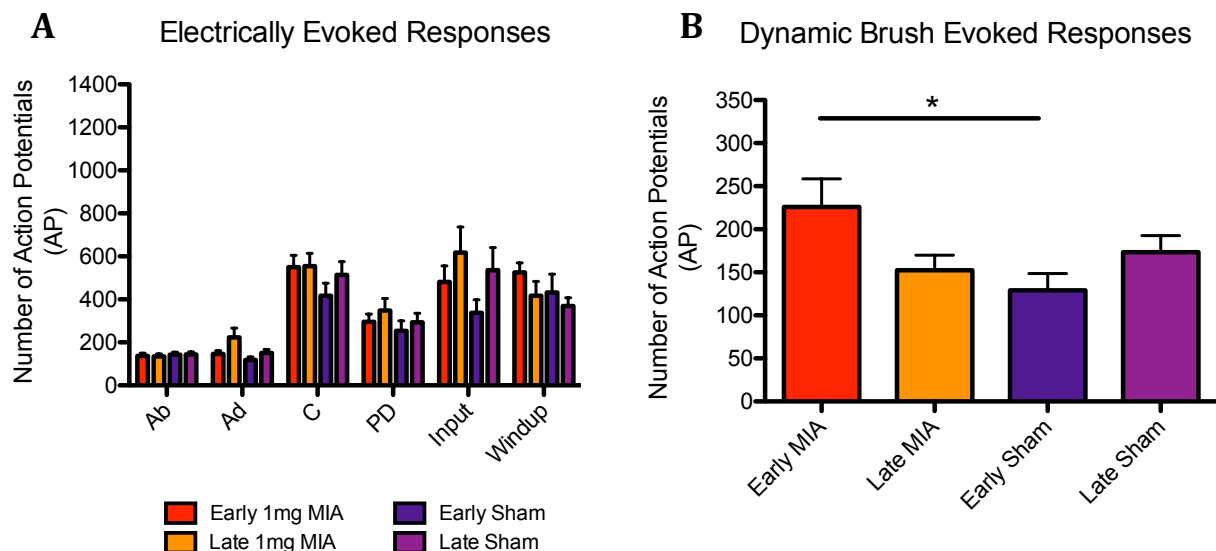 A
Electrically Evoked Responses
Number of Action Potentials
(AP)
1400
1200
1000
800
600
400
200
0
Ab
Ad
C
PD
Input
Windup
Early 1mg MIA
Late 1mg MIA
Early Sham
Late Sham
B
Dynamic Brush Evoked Responses
Number of Action Potentials
(AP)
350
300
250
200
150
100
50
0
*
Early MIA
Late MIA
Early Sham
Late Sham